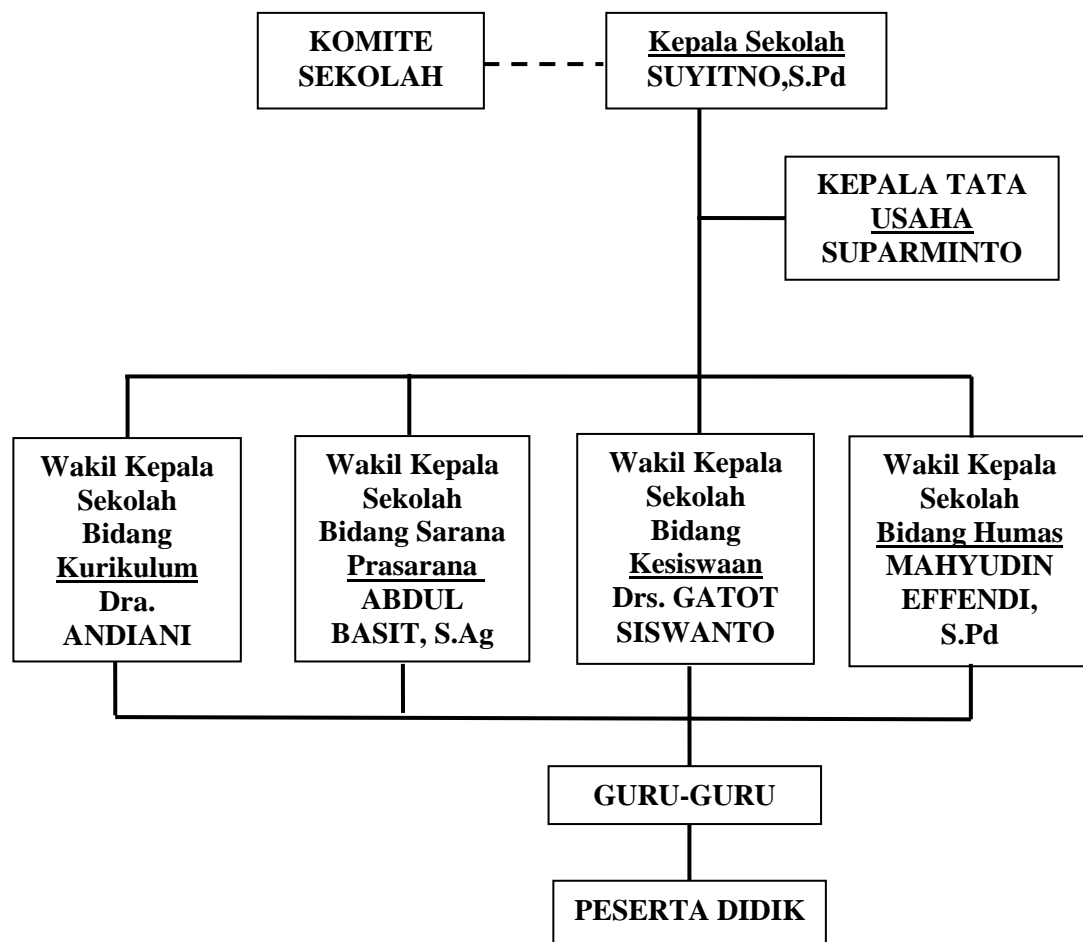 KOMITE
SEKOLAH
Kepala Sekolah
SUYITNO,S.Pd
KEPALA TATA
USAHA
SUPARMINTO
Wakil Kepala
Sekolah
Bidang
Kurikulum
Dra.
ANDIANI
Wakil Kepala
Sekolah
Bidang Sarana
Prasarana
ABDUL
BASIT, S.Ag
Wakil Kepala
Sekolah
Bidang
Kesiswaan
Drs. GATOT
SISWANTO
Wakil Kepala
Sekolah
Bidang Humas
MAHYUDIN
EFFENDI,
S.Pd
GURU-GURU
PESERTA DIDIK